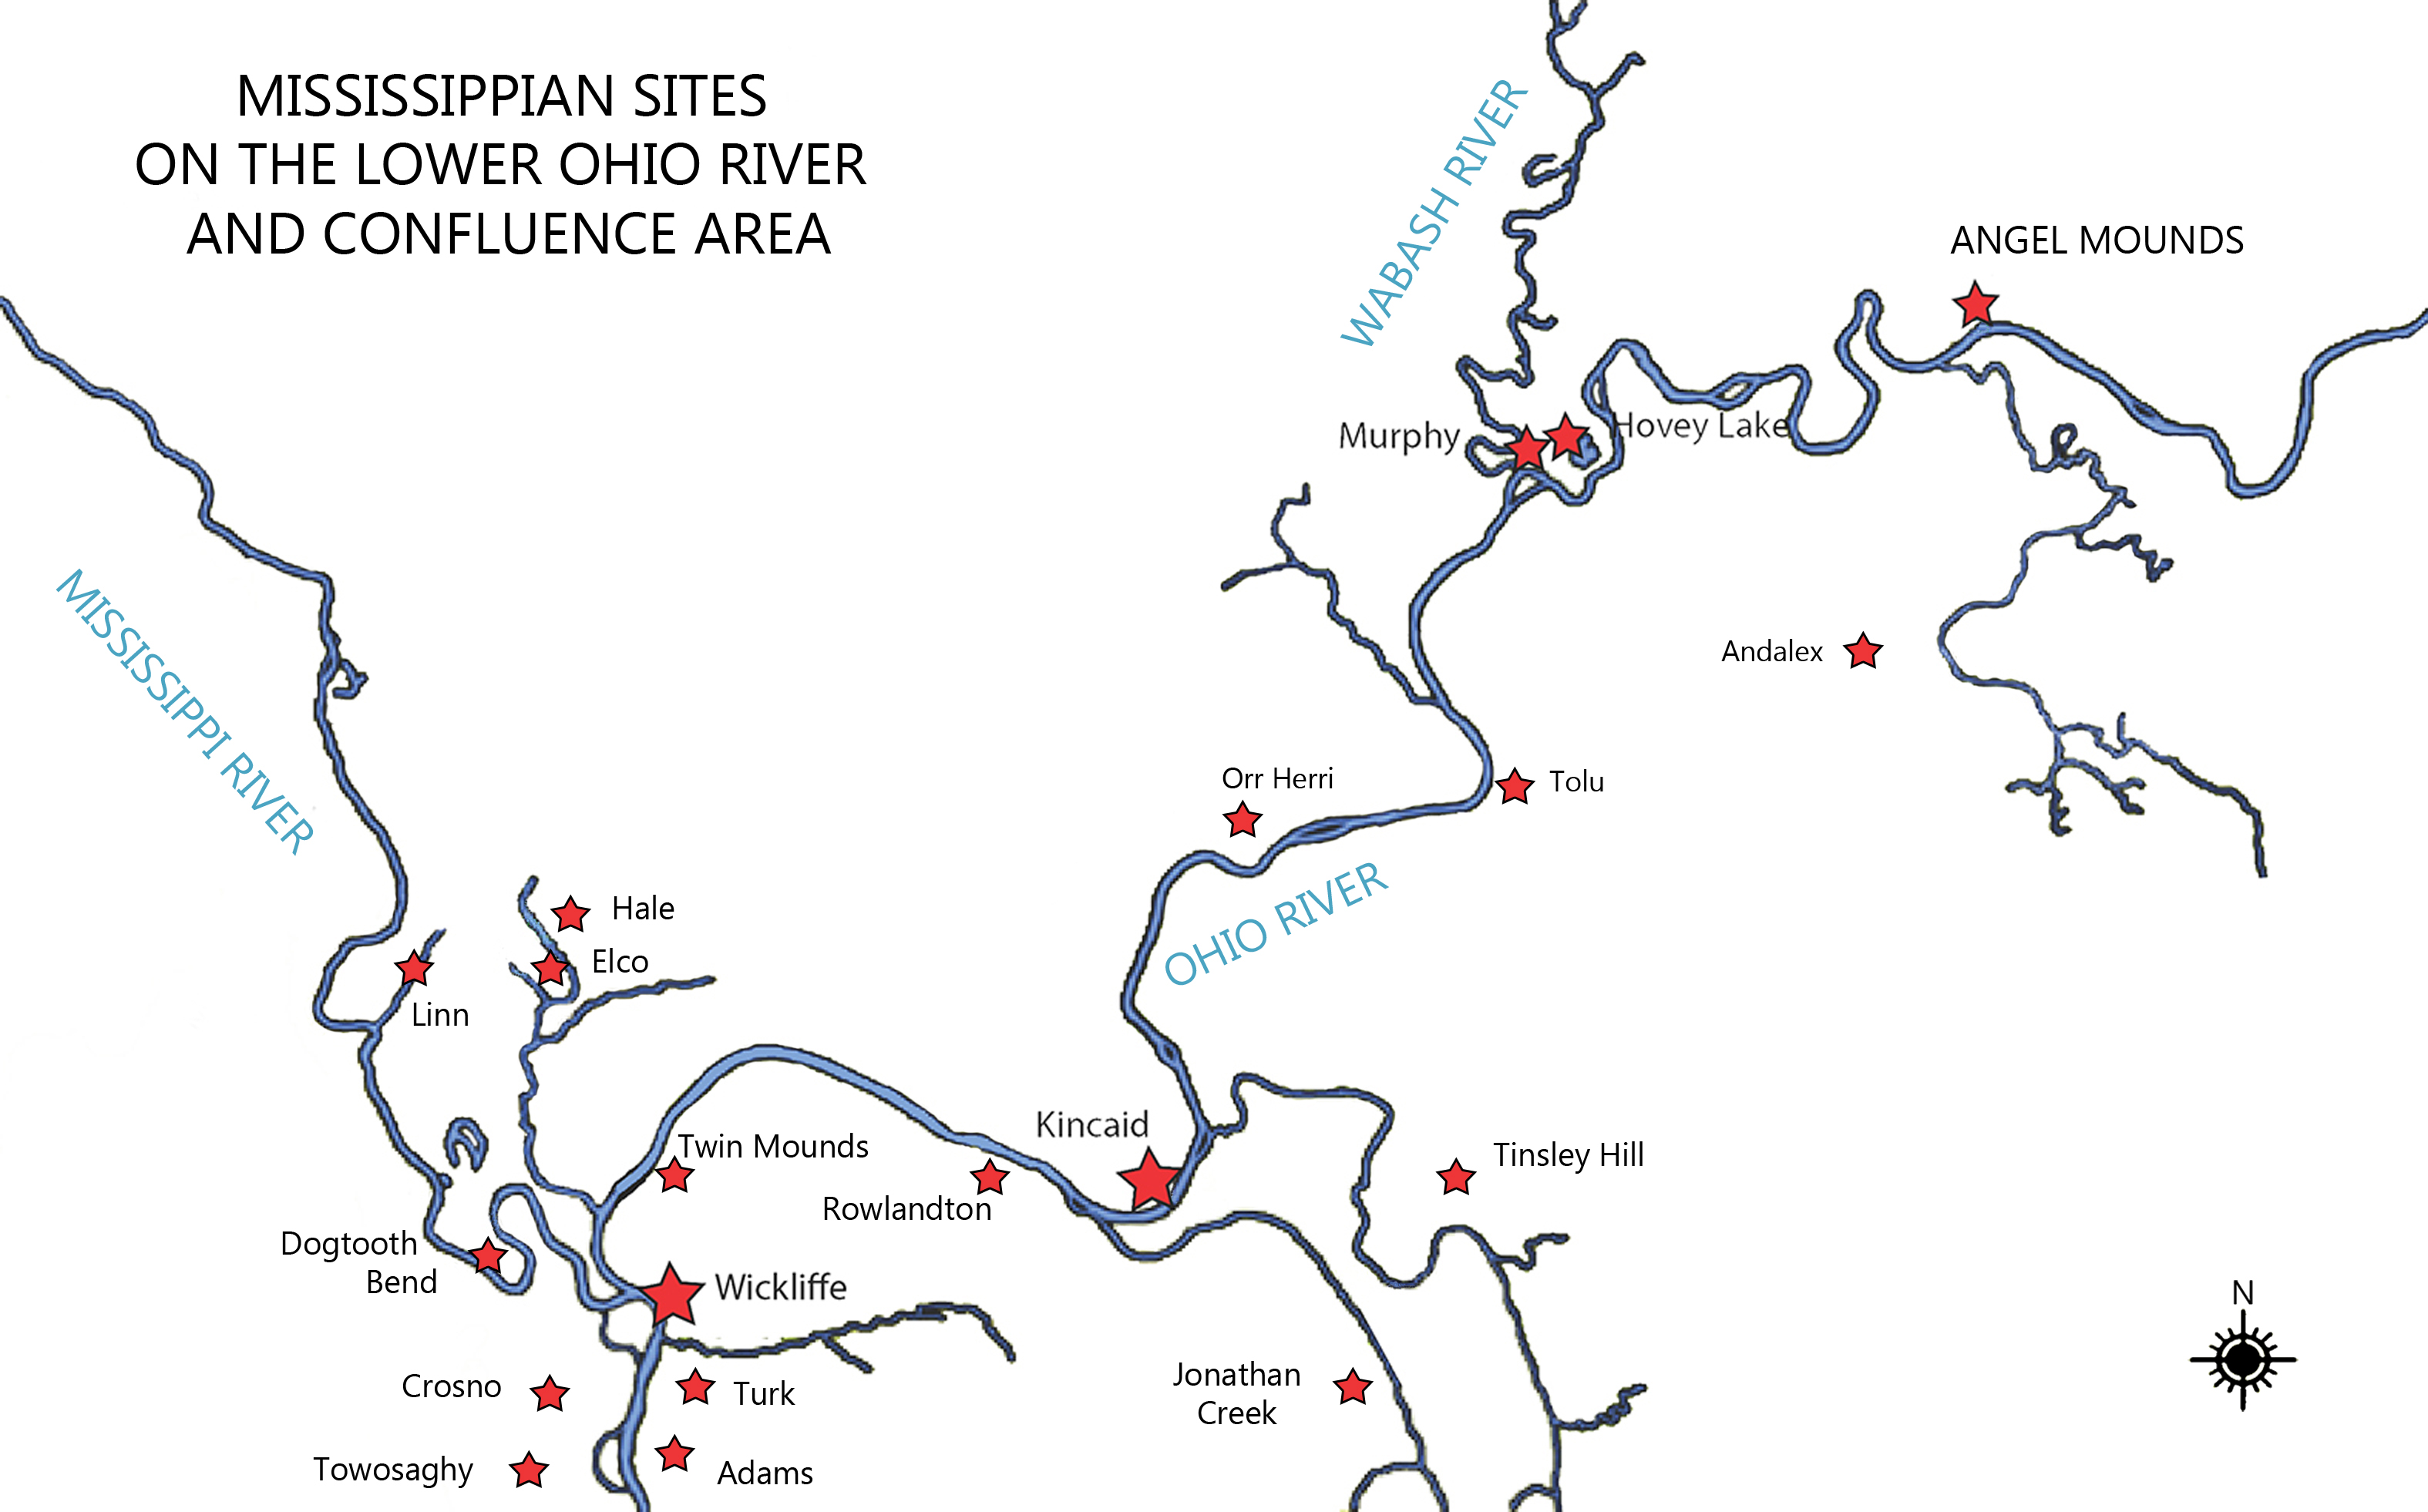 MISSISSIPPIAN SITES
ON THE LOWER OHIO RIVER
AND CONFLUENCE AREA
WABASH RIVER
ANGEL MOUNDS
Murphy
Hovey Lake
MISSISSIPPI RIVER
Andalex
Orr Herri
Tolu
OHIO RIVER
Hale
Elco
Linn
Kincaid
Twin Mounds
Tinsley Hill
Rowlandton
Dogtooth
Bend
Wickliffe
N
Crosno
Turk
Jonathan
Creek
Towosaghy
Adams